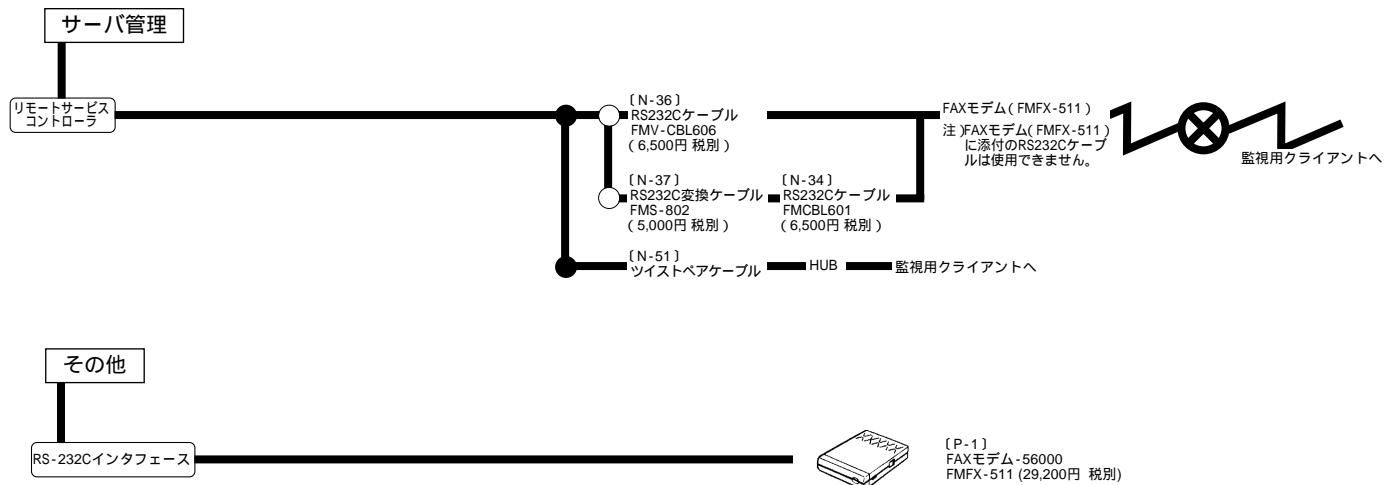 サーバ管理
リモートサービス
コントローラ
〔N-36〕
RS232Cケーブル
FMV-CBL606
(6,500円 税別)
FAXモデム(FMFX-511)
注)FAXモデム(FMFX-511)
に添付のRS232Cケーブ
ルは使用できません。
監視用クライアントへ
〔N-37〕
RS232C変換ケーブル
FMS-802
(5,000円 税別)
〔N-34〕
RS232Cケーブル
FMCBL601
(6,500円 税別)
〔N-51〕
ツイストペアケーブル
HUB
監視用クライアントへ
その他
RS-232Cインタフェース
〔P-1〕
FAXモデム-56000
FMFX-511 (29,200円 税別)